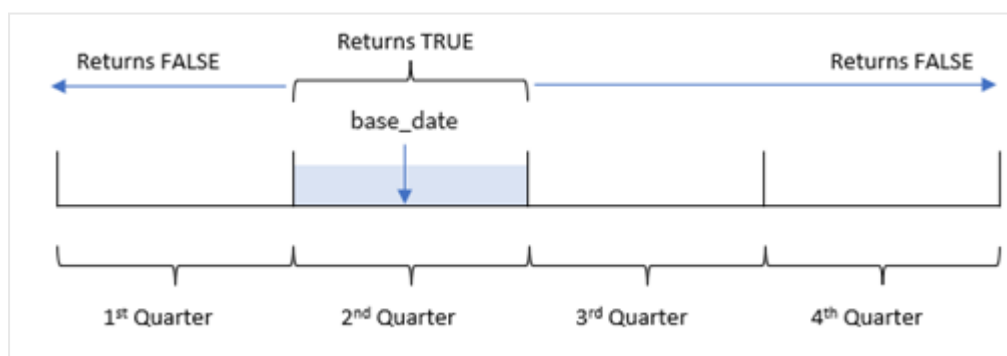 Returns TRUE
Returns FALSE
Returns FALSE
base_date
1st Quarter
2nd Quarter
3rd Quarter
4th Quarter